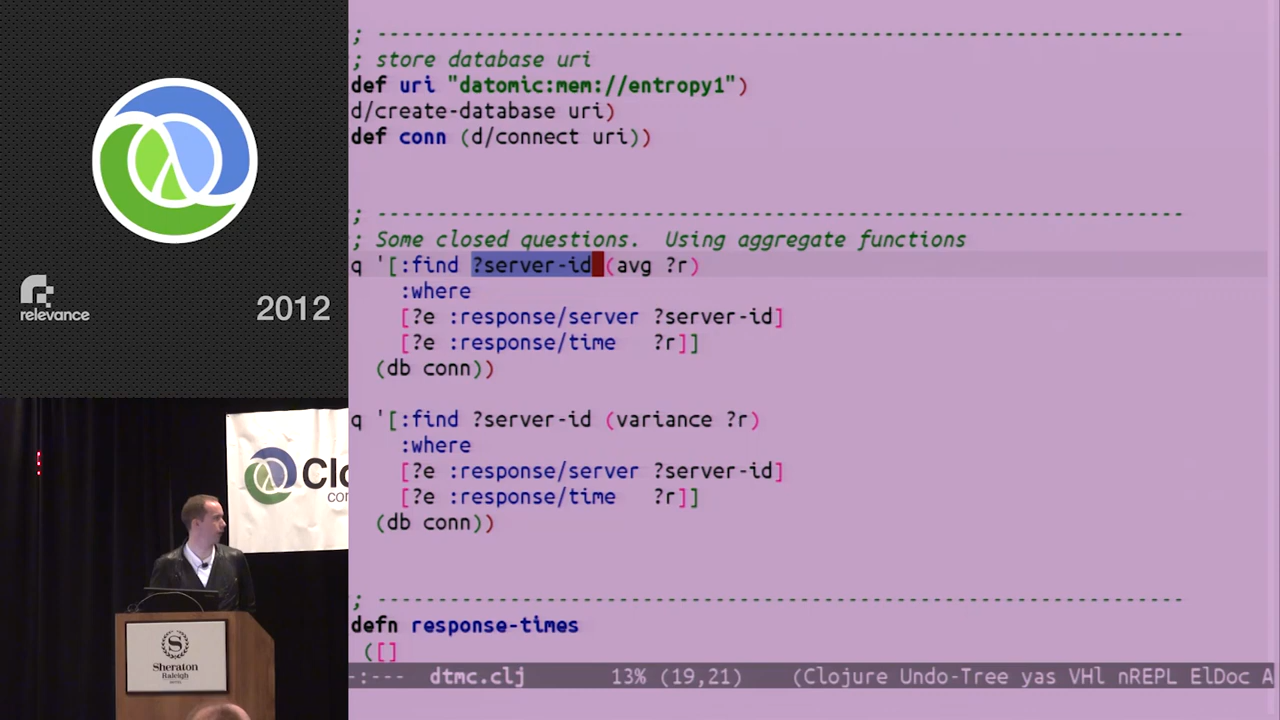 relevance
2012
Clo
con
S
Sheraton
Raleigh
; -------------------------------------------------------------------
; store database uri
def uri "datomic:mem://entropy1")
d/create-database uri)
def conn (d/connect uri))
; -------------------------------------------------------------------
; Some closed questions.  Using aggregate functions
q '[:find ?server-id (avg ?r)
:where
[?e :response/server ?server-id]
[?e :response/time   ?r]]
(db conn))
q '[:find ?server-id (variance ?r)
:where
[?e :response/server ?server-id]
[?e :response/time   ?r]]
(db conn))
; -------------------------------------------------------------------
defn response-times
([]
-:---  dtmc.clj       13% (19,21)    (Clojure Undo-Tree yas VHl nREPL ElDoc A